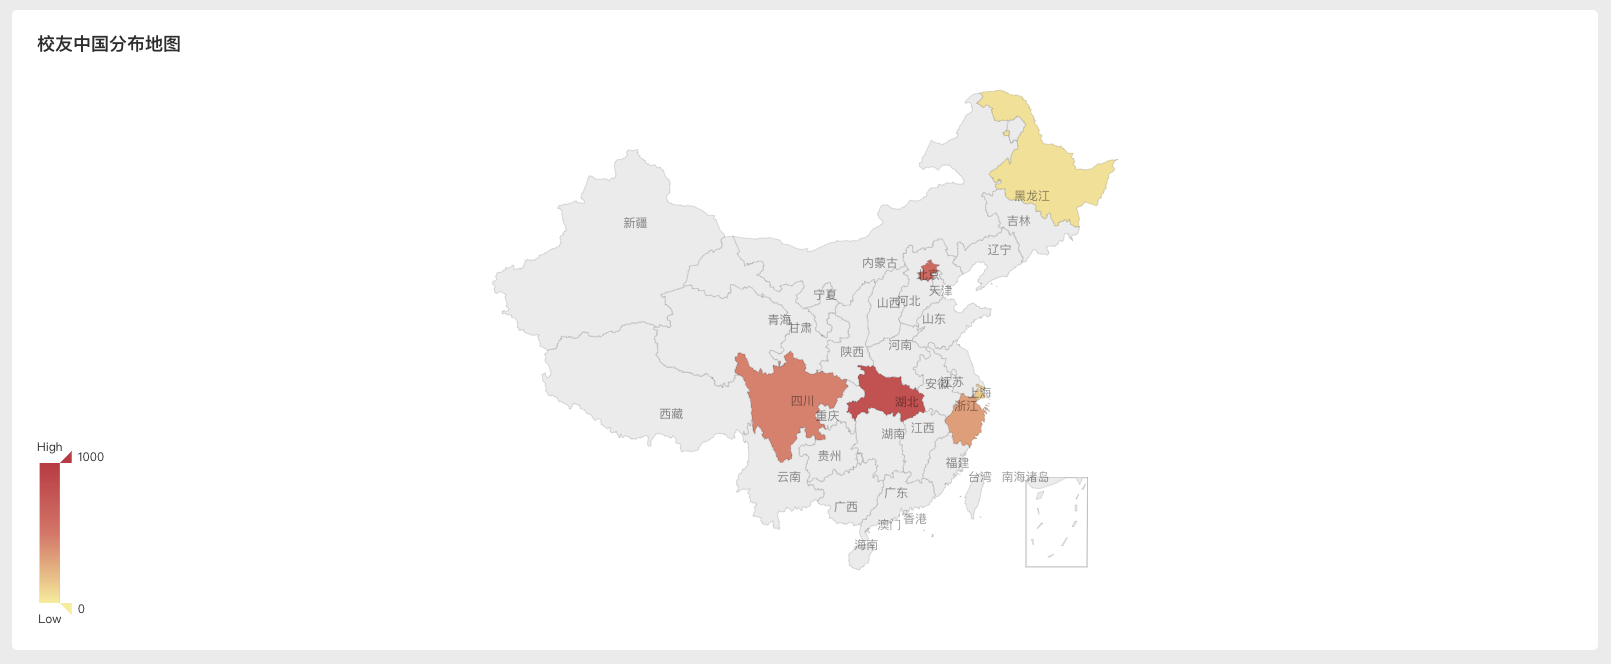 校友中国分布地图
黑龙江
吉林
新疆
辽宁
内蒙古
北京
天津
宁夏
山西
河北
青海
甘肃
山东
河南
陕西
安徽
江苏
上海
四川
湖北
浙江
西藏
重庆
湖南
江西
贵州
福建
云南
台湾
南海诸岛
广东
广西
香港
澳门
海南
High
1000
0
Low